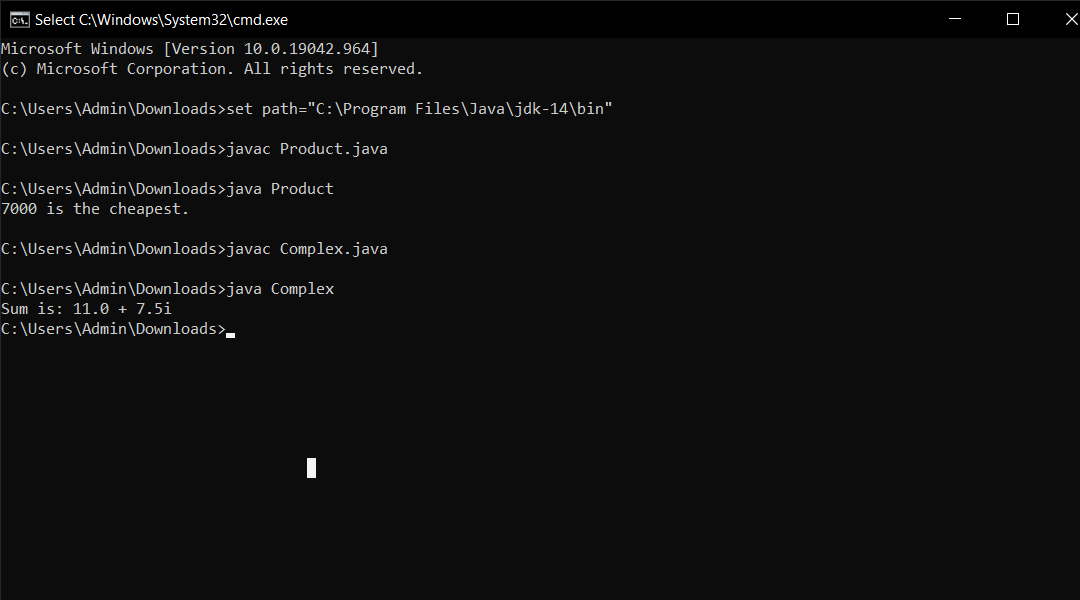 Select C:\Windows\System32\cmd.exe
Microsoft Windows [Version 10.0.19042.964]
(c) Microsoft Corporation. All rights reserved.
C:\Users\Admin\Downloads>set path="C:\Program Files\Java\jdk-14\bin"
C:\Users\Admin\Downloads>javac Product.java
C:\Users\Admin\Downloads>java Product
7000 is the cheapest.
C:\Users\Admin\Downloads>javac Complex.java
C:\Users\Admin\Downloads>java Complex
Sum is: 11.0 + 7.5i
C:\Users\Admin\Downloads>